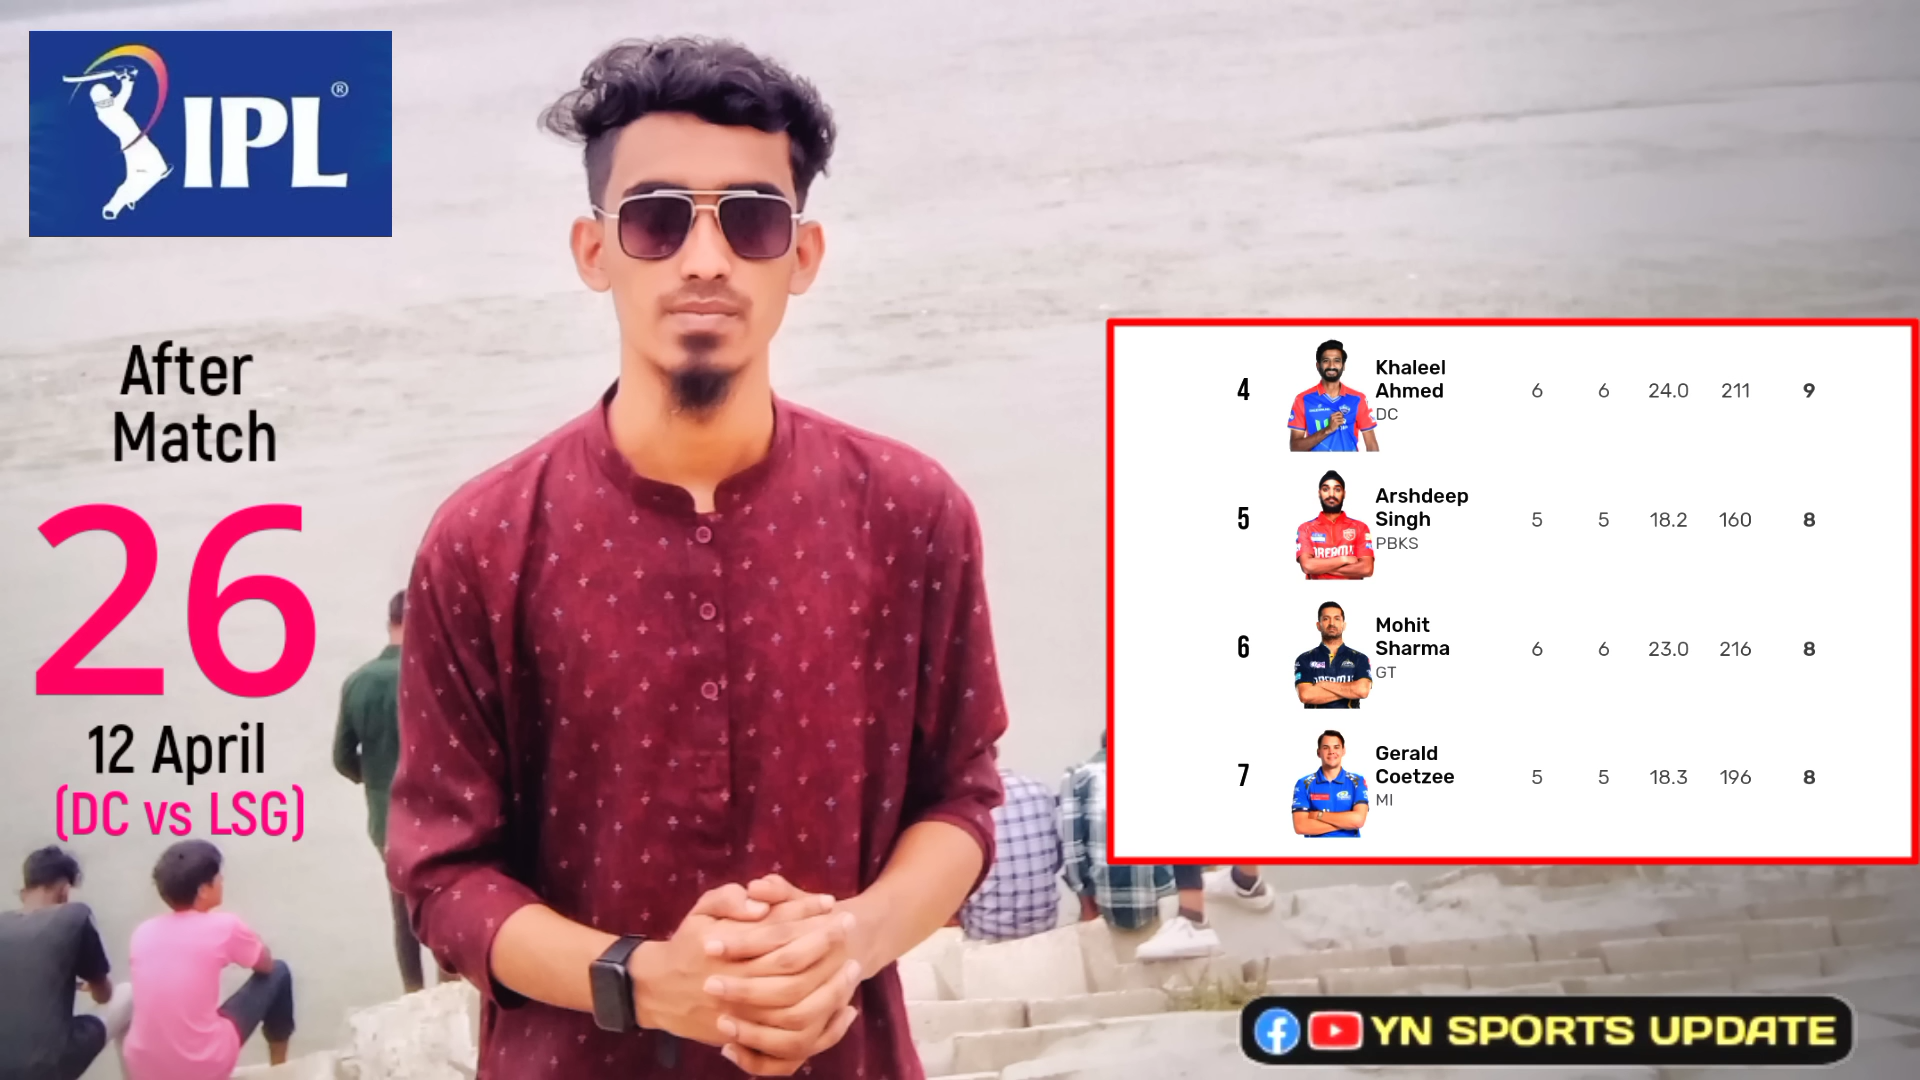 IPL®
After
Match
26
12 April
(DC vs LSG)
4 Khaleel Ahmed DC 6 6 24.0 211 9
5 Arshdeep Singh PBKS 5 5 18.2 160 8
6 Mohit Sharma GT 6 6 23.0 216 8
7 Gerald Coetzee MI 5 5 18.3 196 8
YN SPORTS UPDATE